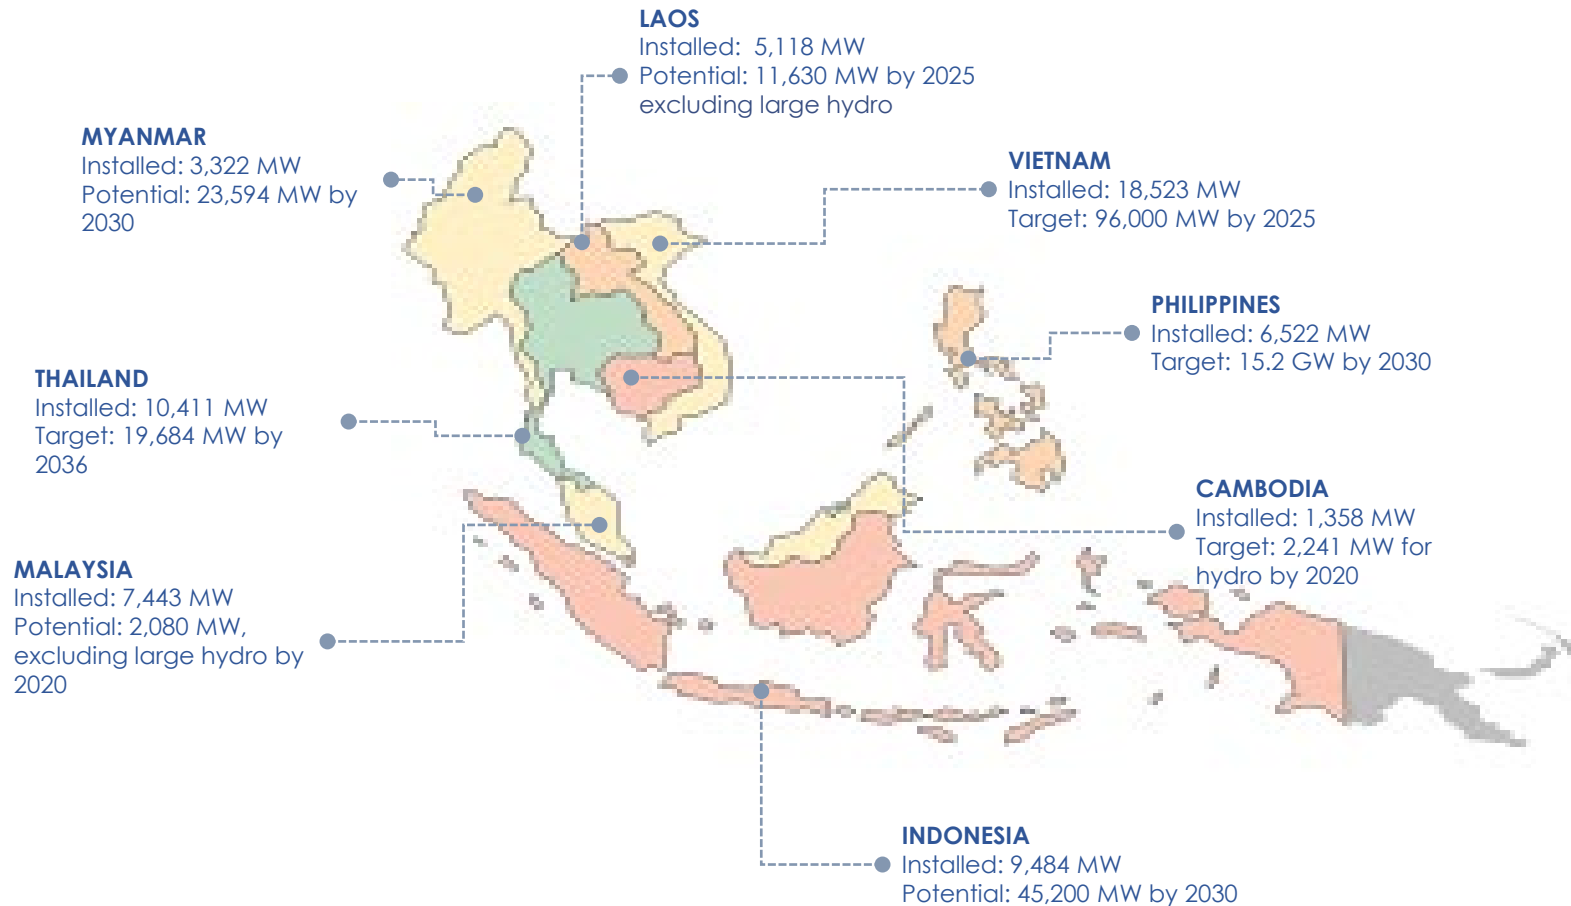 LAOS
Installed:  5,118 MW
Potential: 11,630 MW by 2025
excluding large hydro
MYANMAR
Installed: 3,322 MW
Potential: 23,594 MW by
2030
VIETNAM
Installed: 18,523 MW
Target: 96,000 MW by 2025
PHILIPPINES
Installed: 6,522 MW
Target: 15.2 GW by 2030
THAILAND
Installed: 10,411 MW
Target: 19,684 MW by
2036
CAMBODIA
Installed: 1,358 MW
Target: 2,241 MW for
hydro by 2020
MALAYSIA
Installed: 7,443 MW
Potential: 2,080 MW,
excluding large hydro by
2020
INDONESIA
Installed: 9,484 MW
Potential: 45,200 MW by 2030